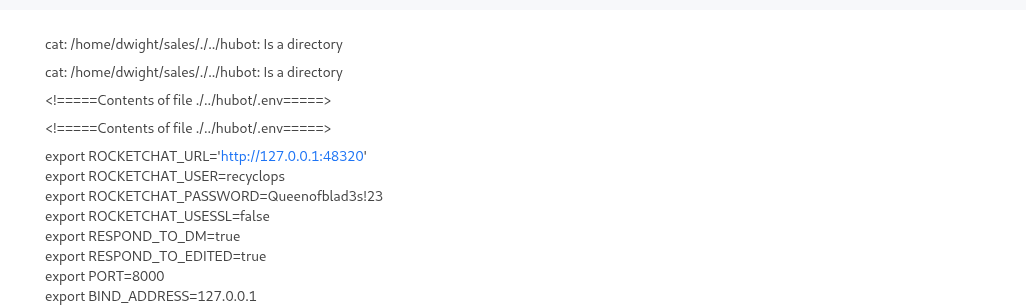 cat: /home/dwight/sales/./../hubot: Is a directory
cat: /home/dwight/sales/./../hubot: Is a directory
<!=====Contents of file ./../hubot/.env=====>
<!=====Contents of file ./../hubot/.env=====>
export ROCKETCHAT_URL='http://127.0.0.1:48320'
export ROCKETCHAT_USER=recyclops
export ROCKETCHAT_PASSWORD=Queenofblad3s!23
export ROCKETCHAT_USESSL=false
export RESPOND_TO_DM=true
export RESPOND_TO_EDITED=true
export PORT=8000
export BIND_ADDRESS=127.0.0.1